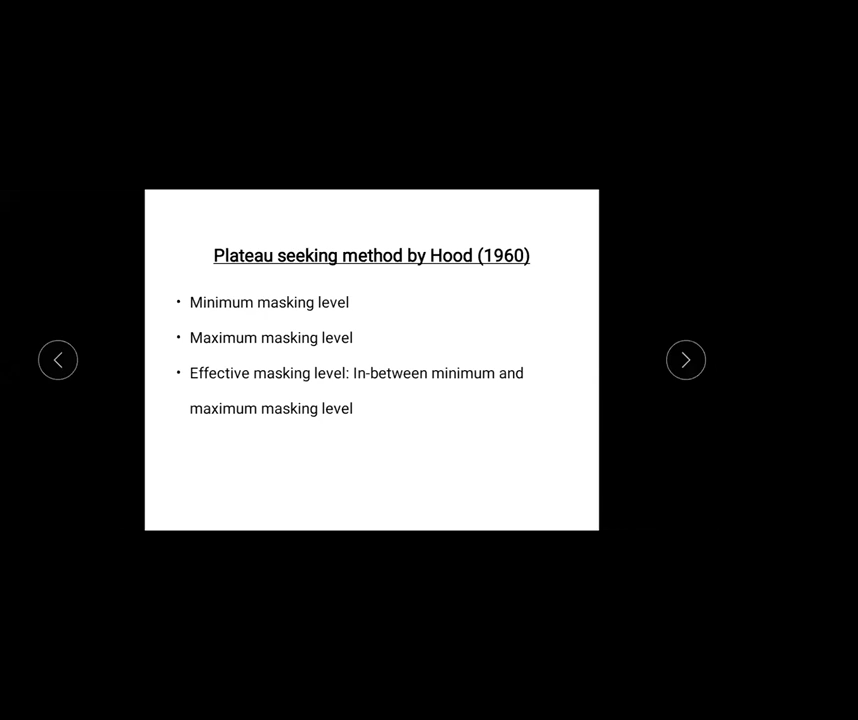 Plateau seeking method by Hood (1960)
• Minimum masking level
• Maximum masking level
• Effective masking level: In-between minimum and
maximum masking level